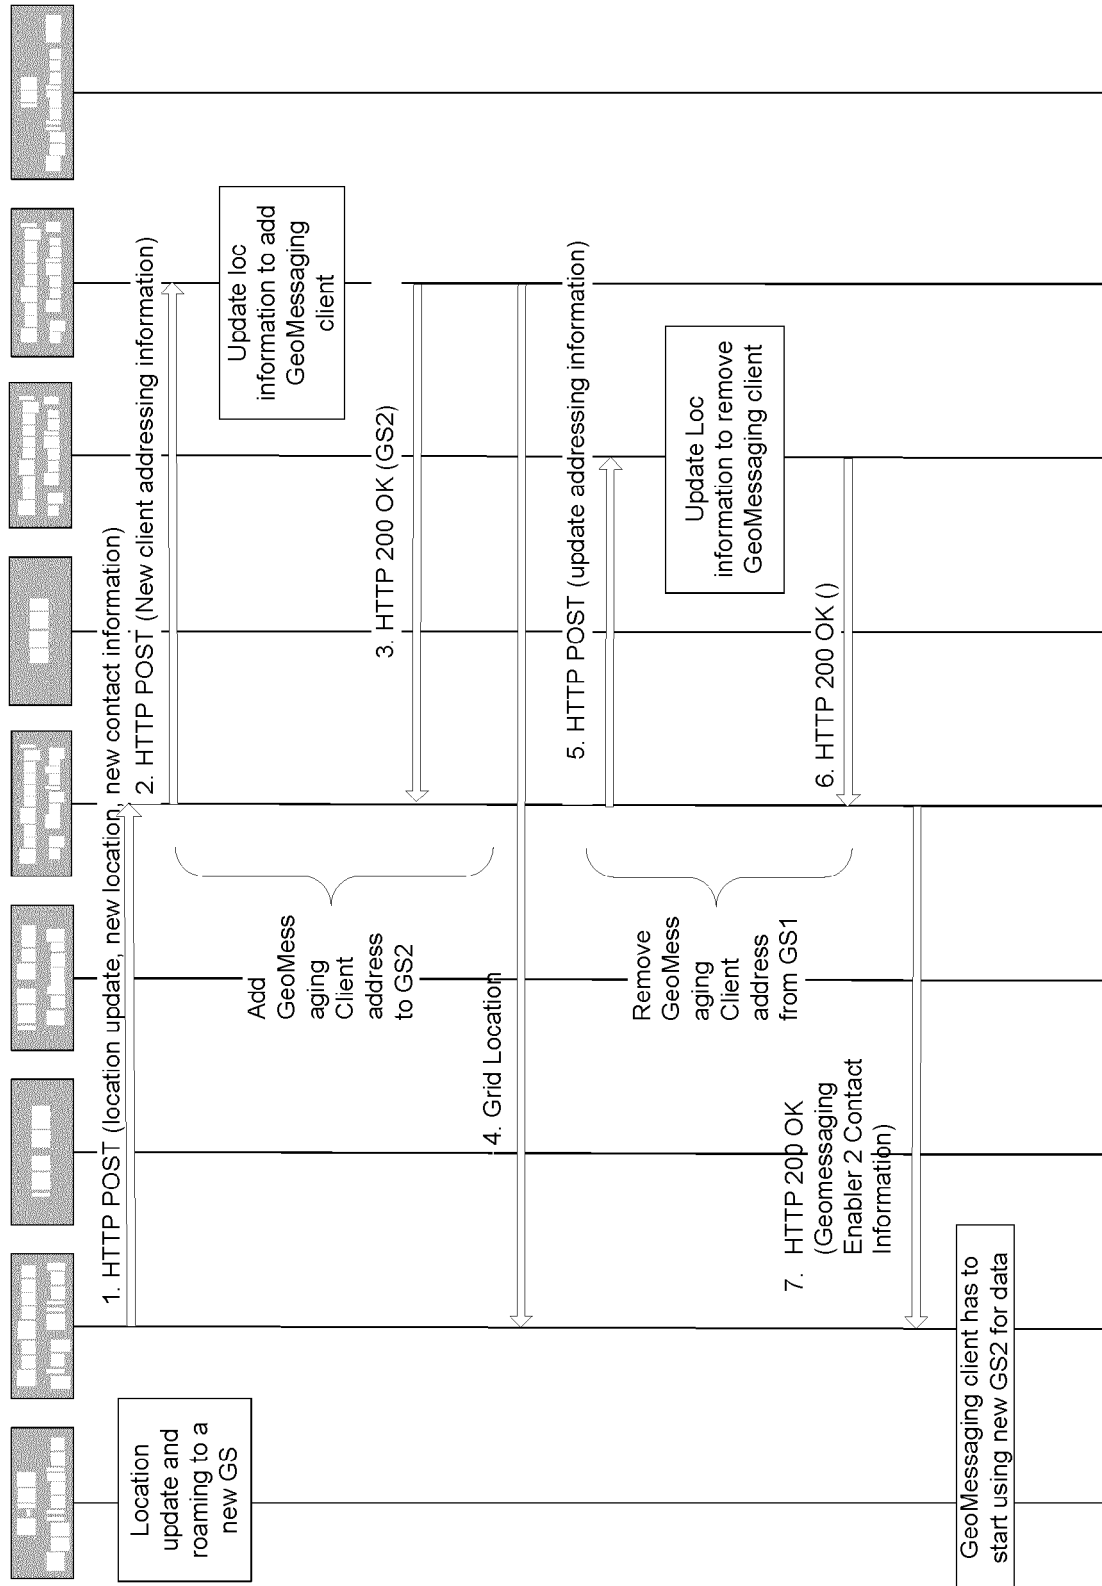 Location
update and
roaming to a
new GS
1. HTTP POST (location update, new location, new contact information)
2. HTTP POST (New client addressing information)
Update loc
information to add
GeoMessaging
client
Add
GeoMess
aging
Client
address
to GS2
3. HTTP 200 OK (GS2)
4. Grid Location
5. HTTP POST (update addressing information)
Remove
GeoMess
aging
Client
address
from GS1
Update Loc
information to remove
GeoMessaging client
6. HTTP 200 OK ()
7. HTTP 200 OK
(Geomessaging
Enabler 2 Contact
Information)
GeoMessaging client has to
start using new GS2 for data